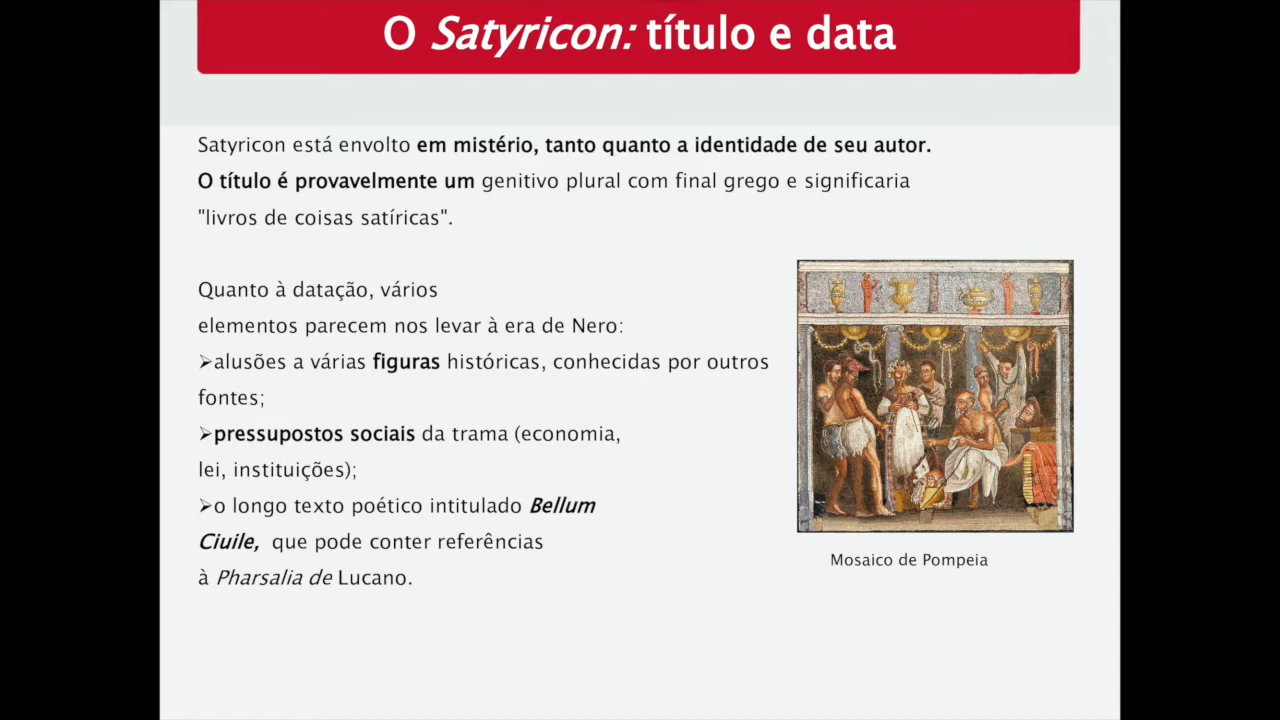 O Satyricon: título e data
Satyricon está envolto em mistério, tanto quanto a identidade de seu autor.
O título é provavelmente um genitivo plural com final grego e significaria
"livros de coisas satíricas".
Quanto à datação, vários
elementos parecem nos levar à era de Nero:
➢alusões a várias figuras históricas, conhecidas por outros
fontes;
➢pressupostos sociais da trama (economia,
lei, instituições);
➢o longo texto poético intitulado Bellum
Ciuile, que pode conter referências
à Pharsalia de Lucano.
Mosaico de Pompeia